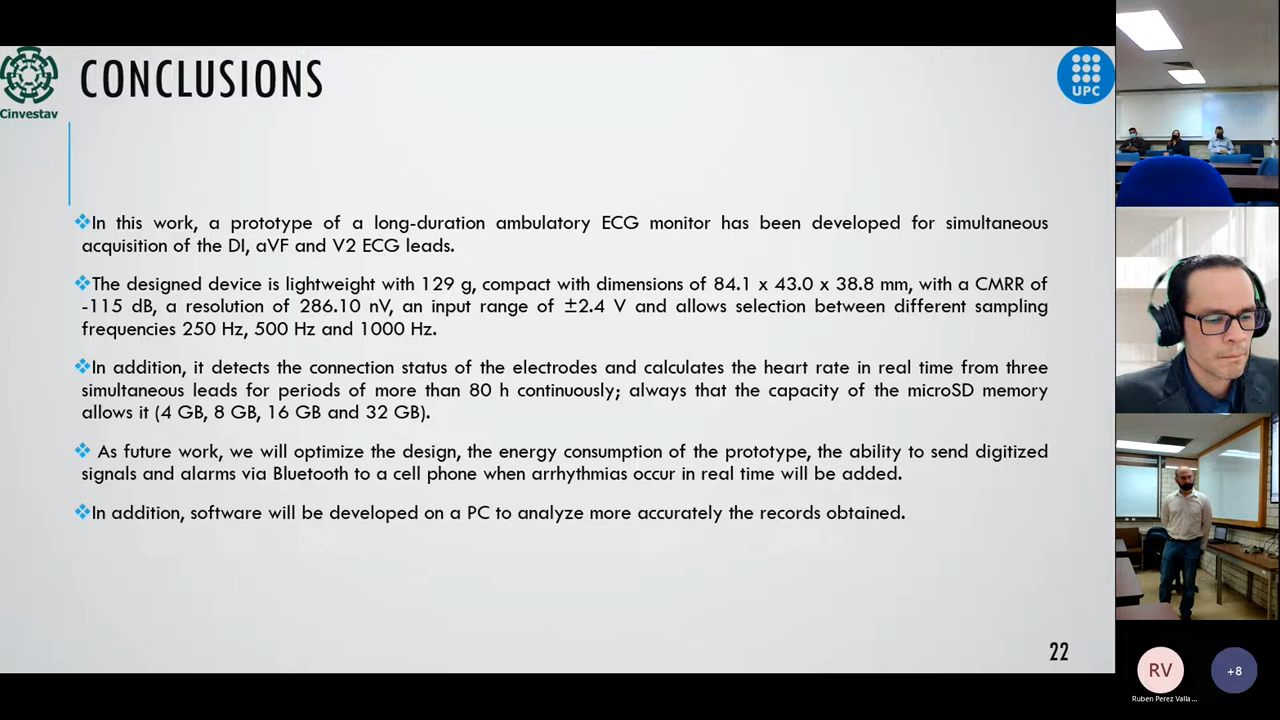 Cinvestav
CONCLUSIONS
UPC
❖In this work, a prototype of a long-duration ambulatory ECG monitor has been developed for simultaneous
acquisition of the DI, aVF and V2 ECG leads.
❖The designed device is lightweight with 129 g, compact with dimensions of 84.1 x 43.0 x 38.8 mm, with a CMRR of
-115 dB, a resolution of 286.10 nV, an input range of ±2.4 V and allows selection between different sampling
frequencies 250 Hz, 500 Hz and 1000 Hz.
❖In addition, it detects the connection status of the electrodes and calculates the heart rate in real time from three
simultaneous leads for periods of more than 80 h continuously; always that the capacity of the microSD memory
allows it (4 GB, 8 GB, 16 GB and 32 GB).
❖ As future work, we will optimize the design, the energy consumption of the prototype, the ability to send digitized
signals and alarms via Bluetooth to a cell phone when arrhythmias occur in real time will be added.
❖In addition, software will be developed on a PC to analyze more accurately the records obtained.
22
RV
+8
Ruben Perez Valla...